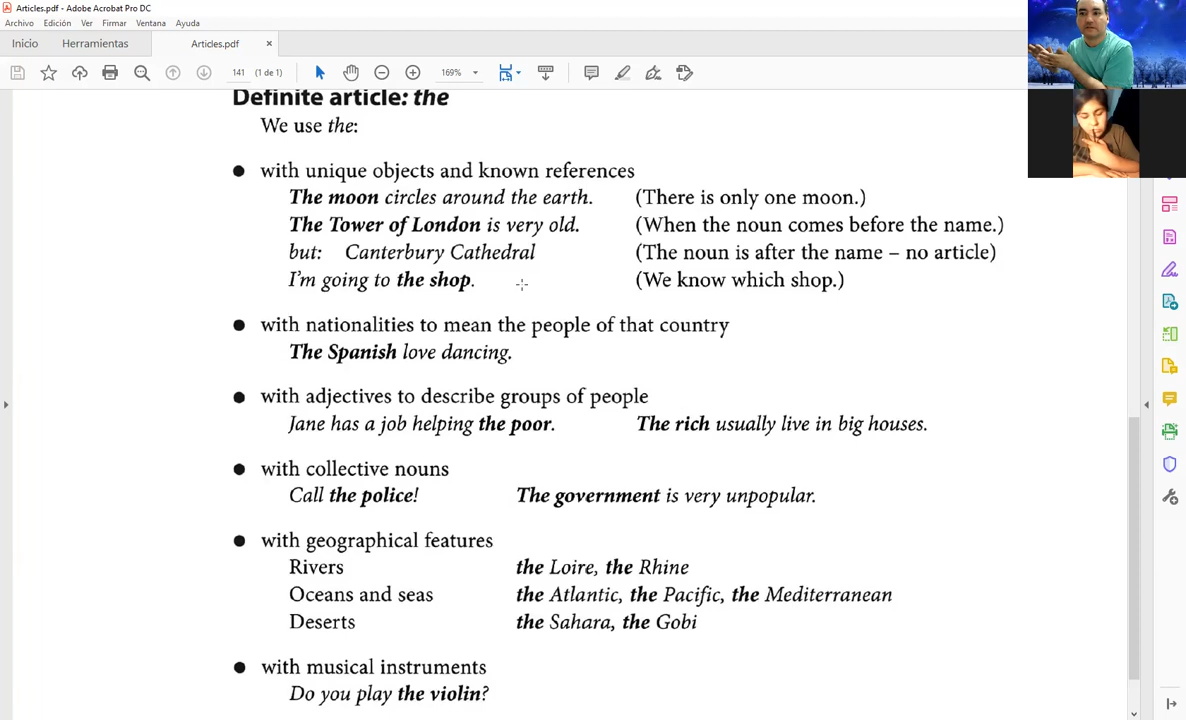 Articles.pdf - Adobe Acrobat Pro DC
Archivo Edición Ver Firmar Ventana Ayuda
Inicio Herramientas Articles.pdf ×
141 (1 de 1) 169%
Definite article: the
We use the:
● with unique objects and known references
The moon circles around the earth. (There is only one moon.)
The Tower of London is very old. (When the noun comes before the name.)
but: Canterbury Cathedral (The noun is after the name – no article)
I'm going to the shop. (We know which shop.)
● with nationalities to mean the people of that country
The Spanish love dancing.
● with adjectives to describe groups of people
Jane has a job helping the poor. The rich usually live in big houses.
● with collective nouns
Call the police! The government is very unpopular.
● with geographical features
Rivers the Loire, the Rhine
Oceans and seas the Atlantic, the Pacific, the Mediterranean
Deserts the Sahara, the Gobi
● with musical instruments
Do you play the violin?